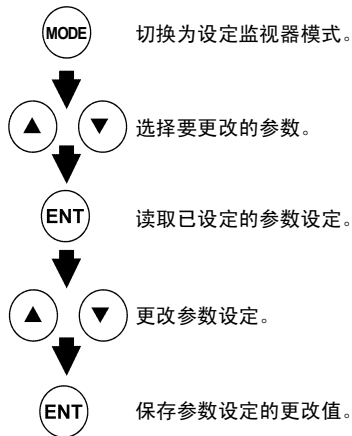 MODE 切换为设定监视器模式。
▲ ▼ 选择要更改的参数。
ENT 读取已设定的参数设定。
▲ ▼ 更改参数设定。
ENT 保存参数设定的更改值。